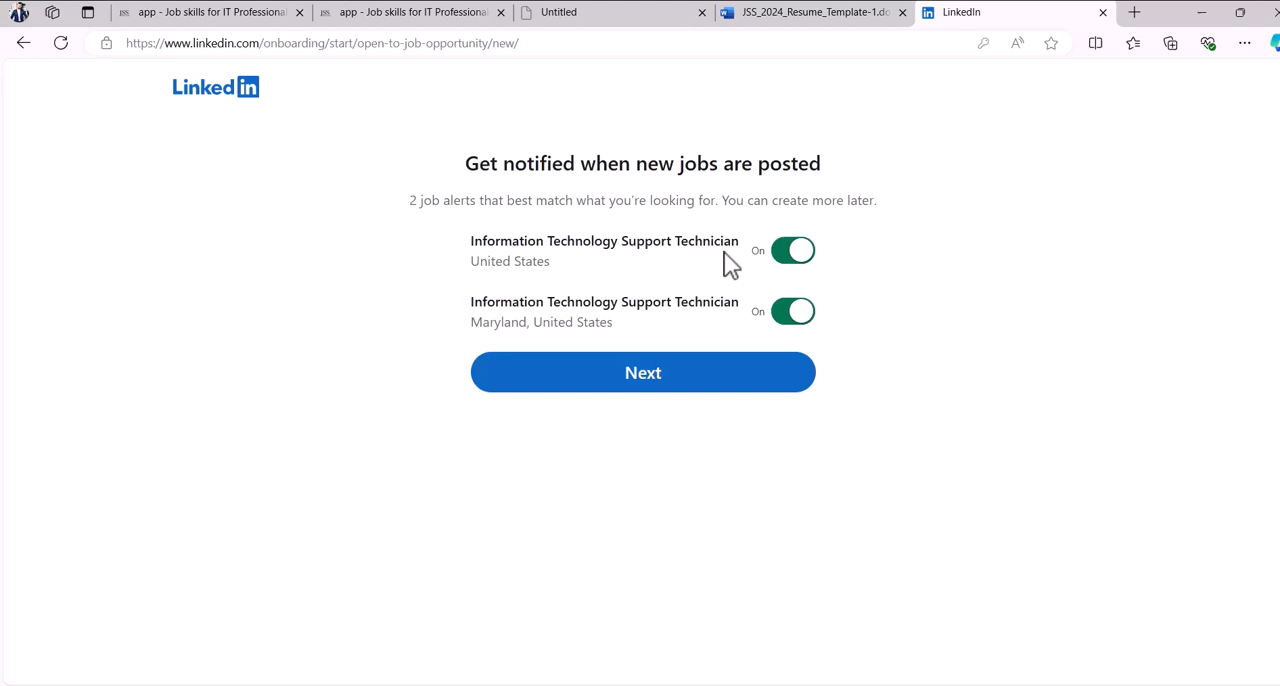 app - Job skills for IT Professional
app - Job skills for IT Professional
Untitled
JSS_2024_Resume_Template-1.do
LinkedIn
https://www.linkedin.com/onboarding/start/open-to-job-opportunity/new/
Linked in
Get notified when new jobs are posted
2 job alerts that best match what you're looking for. You can create more later.
Information Technology Support Technician
On
United States
Information Technology Support Technician
On
Maryland, United States
Next